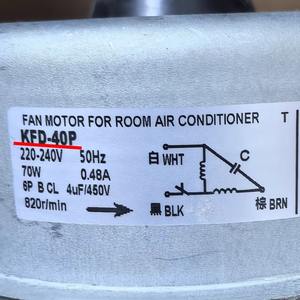 FAN MOTOR FOR ROOM AIR CONDITIONER T
KFD-40P
220-240V 50Hz
70W 0.48A
6P B CL 4uF/450V
820r/min
白 WHT
C
黑 BLK
棕 BRN